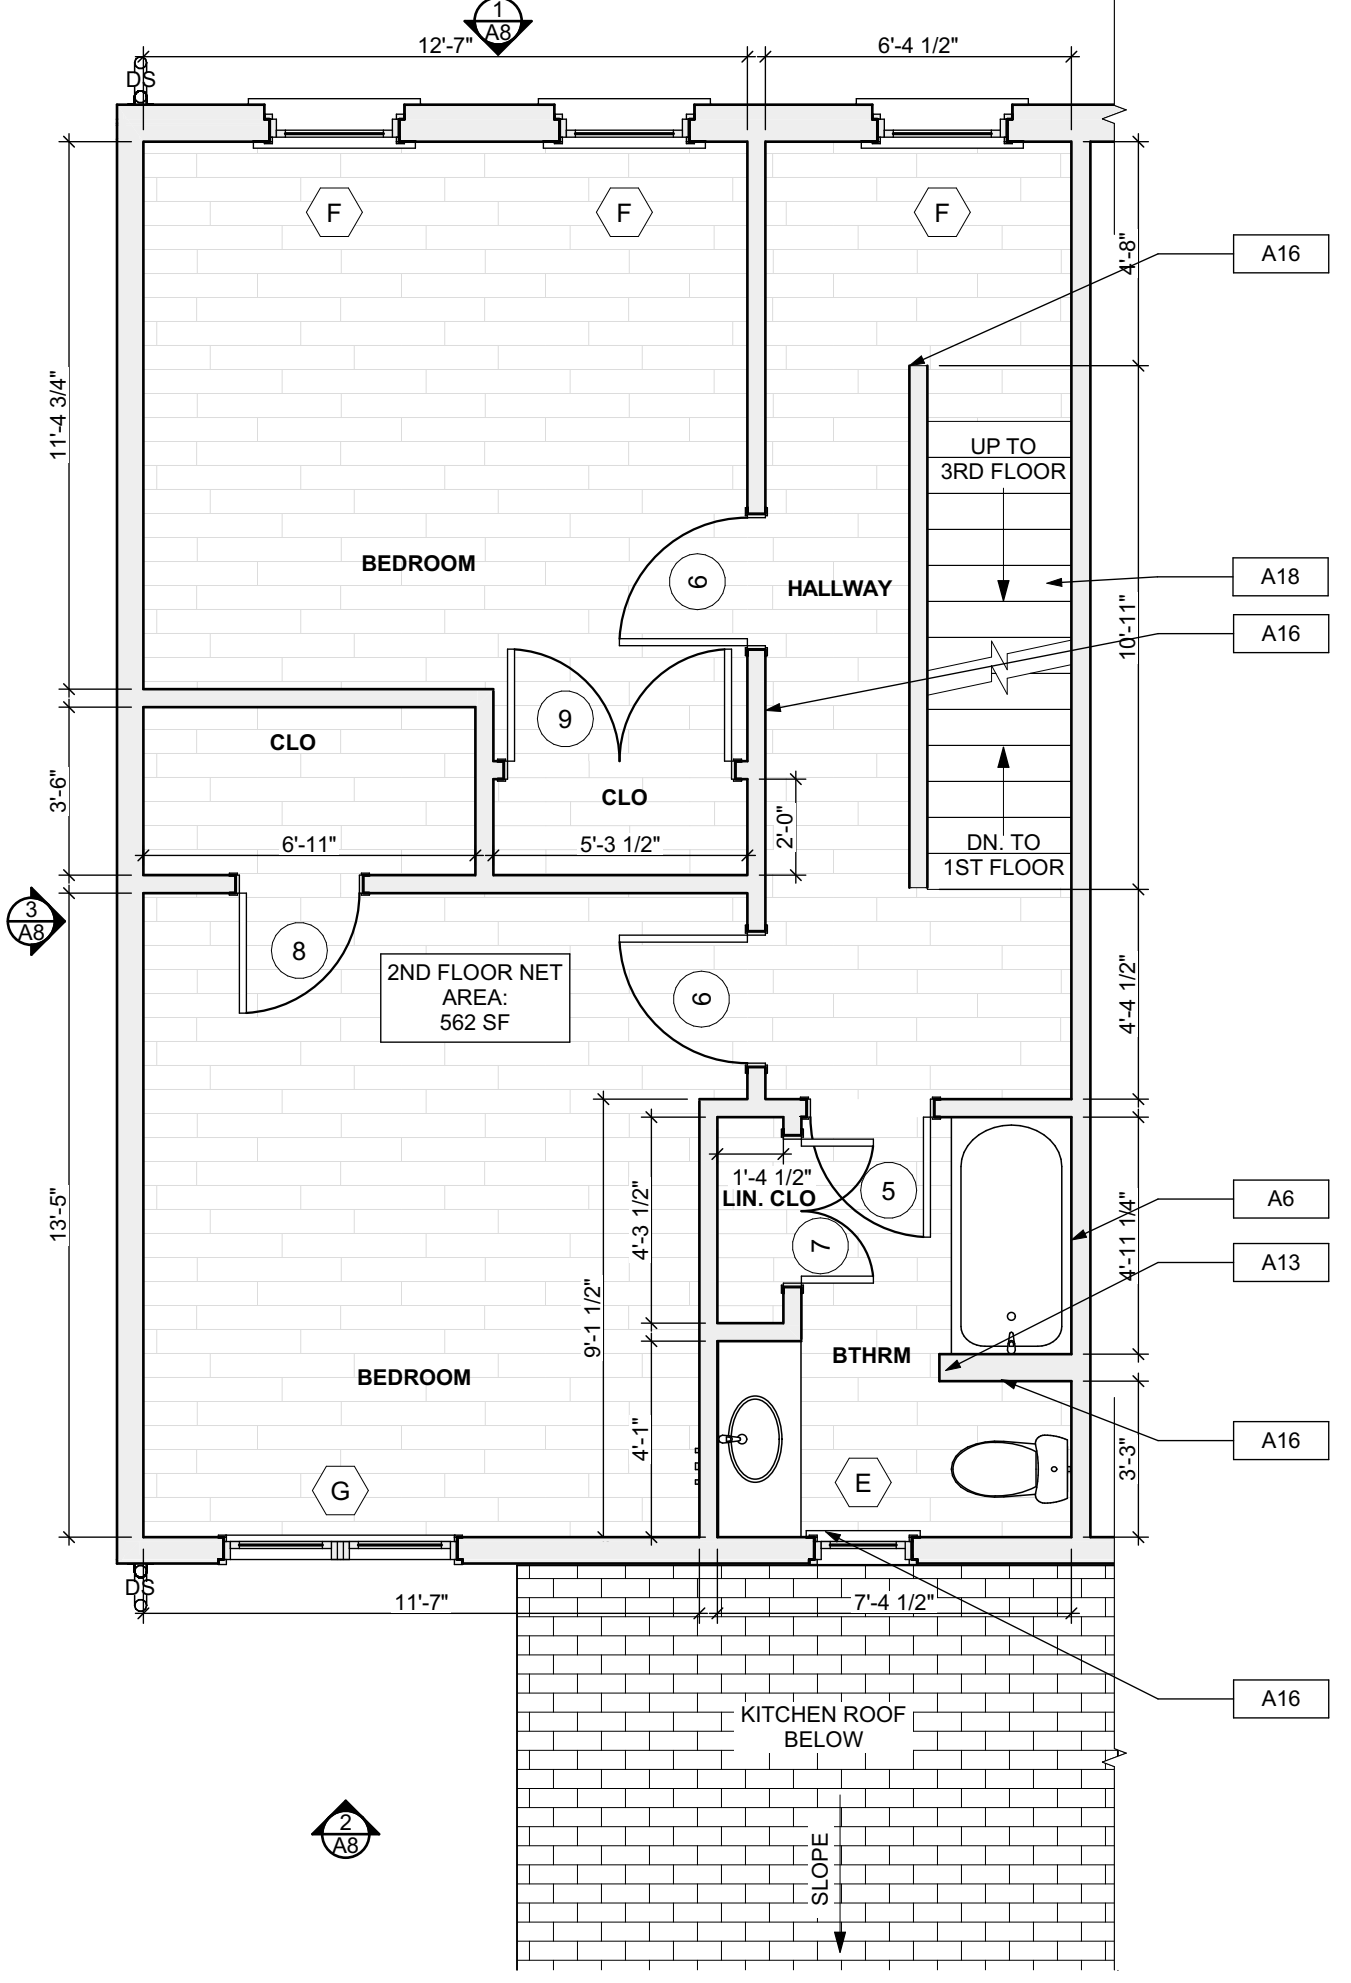 1
A8
12'-7"
6'-4 1/2"
DS
F
F
F
4'-8"
A16
11'-4 3/4"
UP TO
3RD FLOOR
BEDROOM
6
HALLWAY
A18
10'-11"
A16
9
CLO
CLO
3'-6"
6'-11"
5'-3 1/2"
2'-0"
DN. TO
1ST FLOOR
3
A8
8
2ND FLOOR NET
AREA:
562 SF
6
4'-4 1/2"
1'-4 1/2"
LIN. CLO
5
A6
13'-5"
4'-3 1/2"
7
4'-11 1/4"
A13
9'-1 1/2"
BTHRM
BEDROOM
4'-1"
A16
3'-3"
G
E
DS
11'-7"
7'-4 1/2"
A16
KITCHEN ROOF
BELOW
2
A8
SLOPE